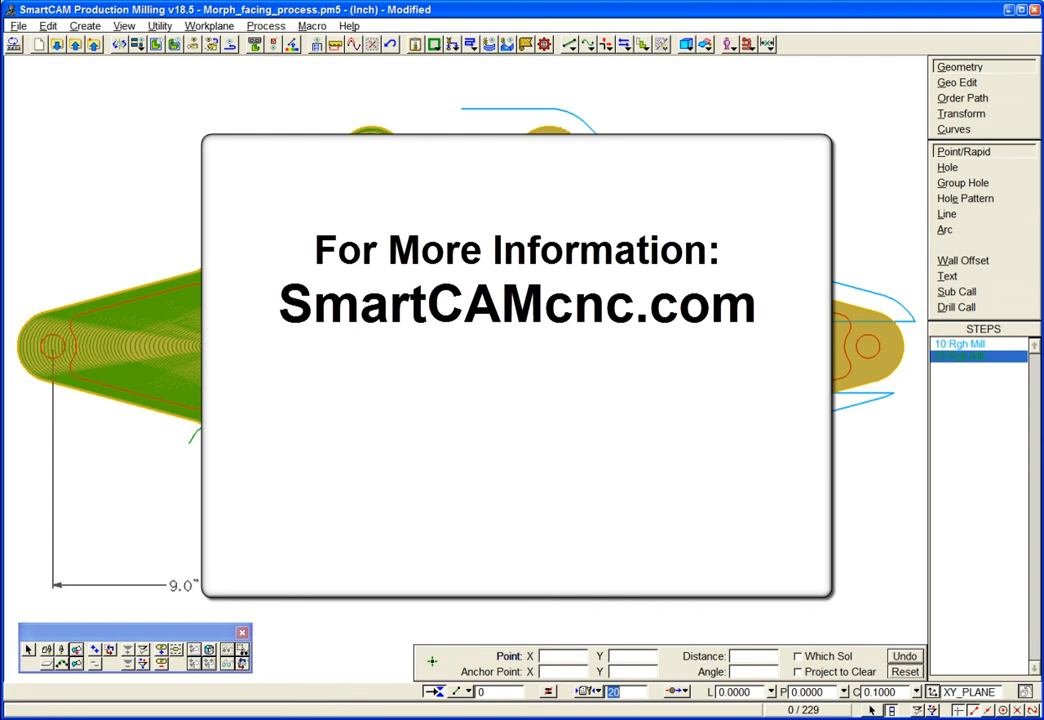 SmartCAM Production Milling v18.5 - Morph_facing_process.pm5 - (Inch) - Modified
File Edit Create View Utility Workplane Process Macro Help
Geometry
Geo Edit
Order Path
Transform
Curves
Point/Rapid
Hole
Group Hole
Hole Pattern
Line
Arc
Wall Offset
Text
Sub Call
Drill Call
STEPS
10:Rgh Mill
For More Information:
SmartCAMcnc.com
9.0"
Point: X Y Distance: Which Sol Undo
Anchor Point: X Y Angle: Project to Clear Reset
0 20 L 0.0000 P 0.0000 C 0.1000 XY_PLANE
0 / 229